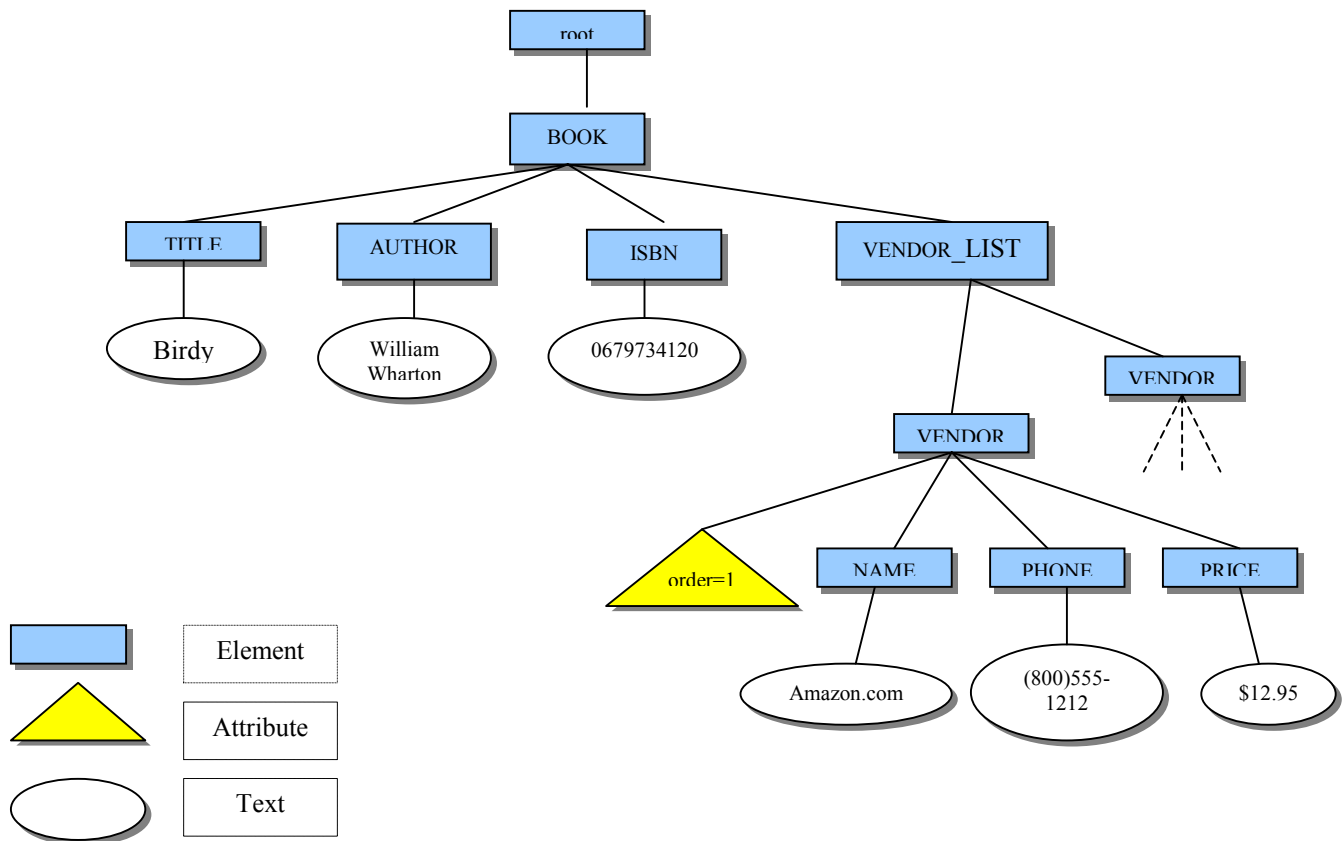 root
BOOK
TITLE
AUTHOR
ISBN
VENDOR_LIST
Birdy
William
Wharton
0679734120
VENDOR
VENDOR
order=1
NAME
PHONE
PRICE
Amazon.com
(800)555-
1212
$12.95
Element
Attribute
Text